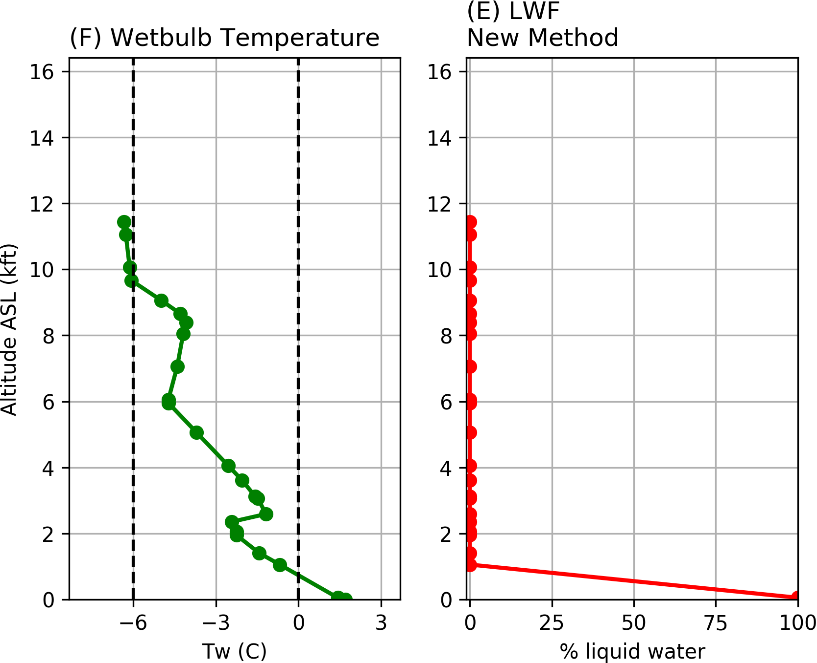 (F) Wetbulb Temperature
Altitude ASL (kft)
16
14
12
10
8
6
4
2
0
−6 −3 0 3
Tw (C)
(E) LWF
New Method
16
14
12
10
8
6
4
2
0
0 25 50 75 100
% liquid water